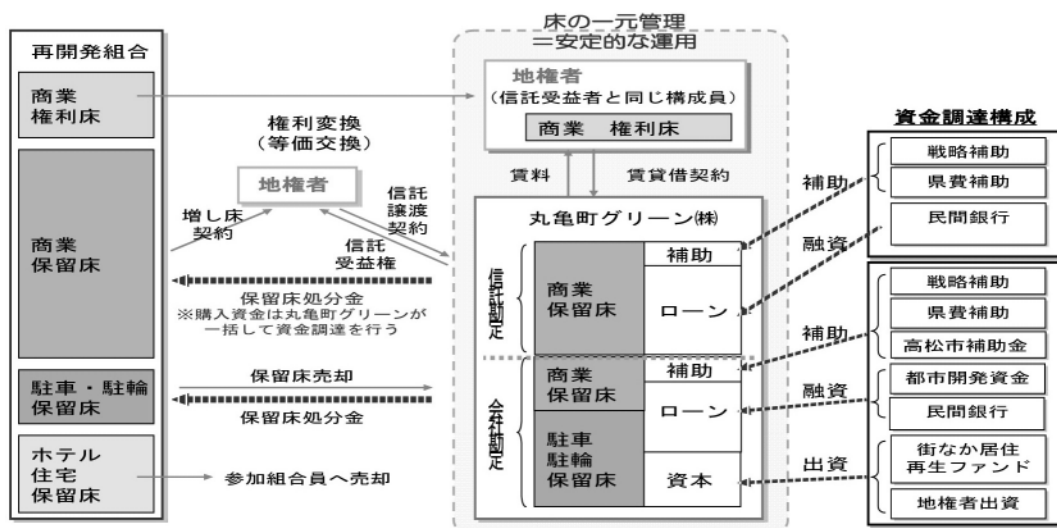 床の一元管理
＝安定的な運用
再開発組合
商業
権利床
商業
保留床
駐車・駐輪
保留床
ホテル
住宅
保留床
権利変換
（等価交換）
地権者
増し床
契約
信託
譲渡契約
信託
受益権
保留床処分金
※購入資金は丸亀町グリーンが
一括して資金調達を行う
保留床売却
保留床処分金
参加組合員へ売却
地権者
（信託受益者と同じ構成員）
商業 権利床
賃料
賃貸借契約
丸亀町グリーン㈱
信託勘定
商業
保留床
補助
ローン
会社勘定
商業
保留床
補助
ローン
駐車
駐輪
保留床
資本
補助
融資
補助
融資
出資
資金調達構成
戦略補助
県費補助
民間銀行
戦略補助
県費補助
高松市補助金
都市開発資金
民間銀行
街なか居住
再生ファンド
地権者出資